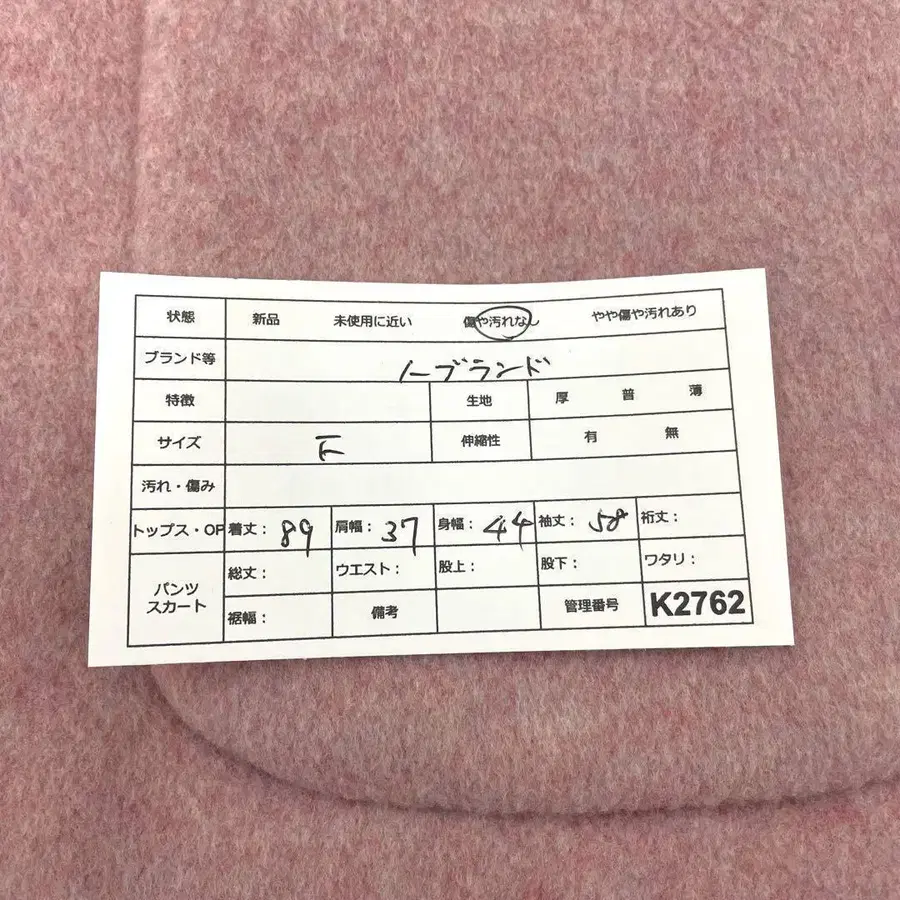 状態 新品 未使用に近い 傷や汚れなし やや傷や汚れあり
ブランド等 ノーブランド
特徴 生地 厚 普 薄
サイズ F 伸縮性 有 無
汚れ・傷み
トップス・OP 着丈: 89 肩幅: 37 身幅: 44 袖丈: 58 裄丈:
パンツ スカート 総丈: ウエスト: 股上: 股下: ワタリ:
裾幅: 備考 管理番号 K2762